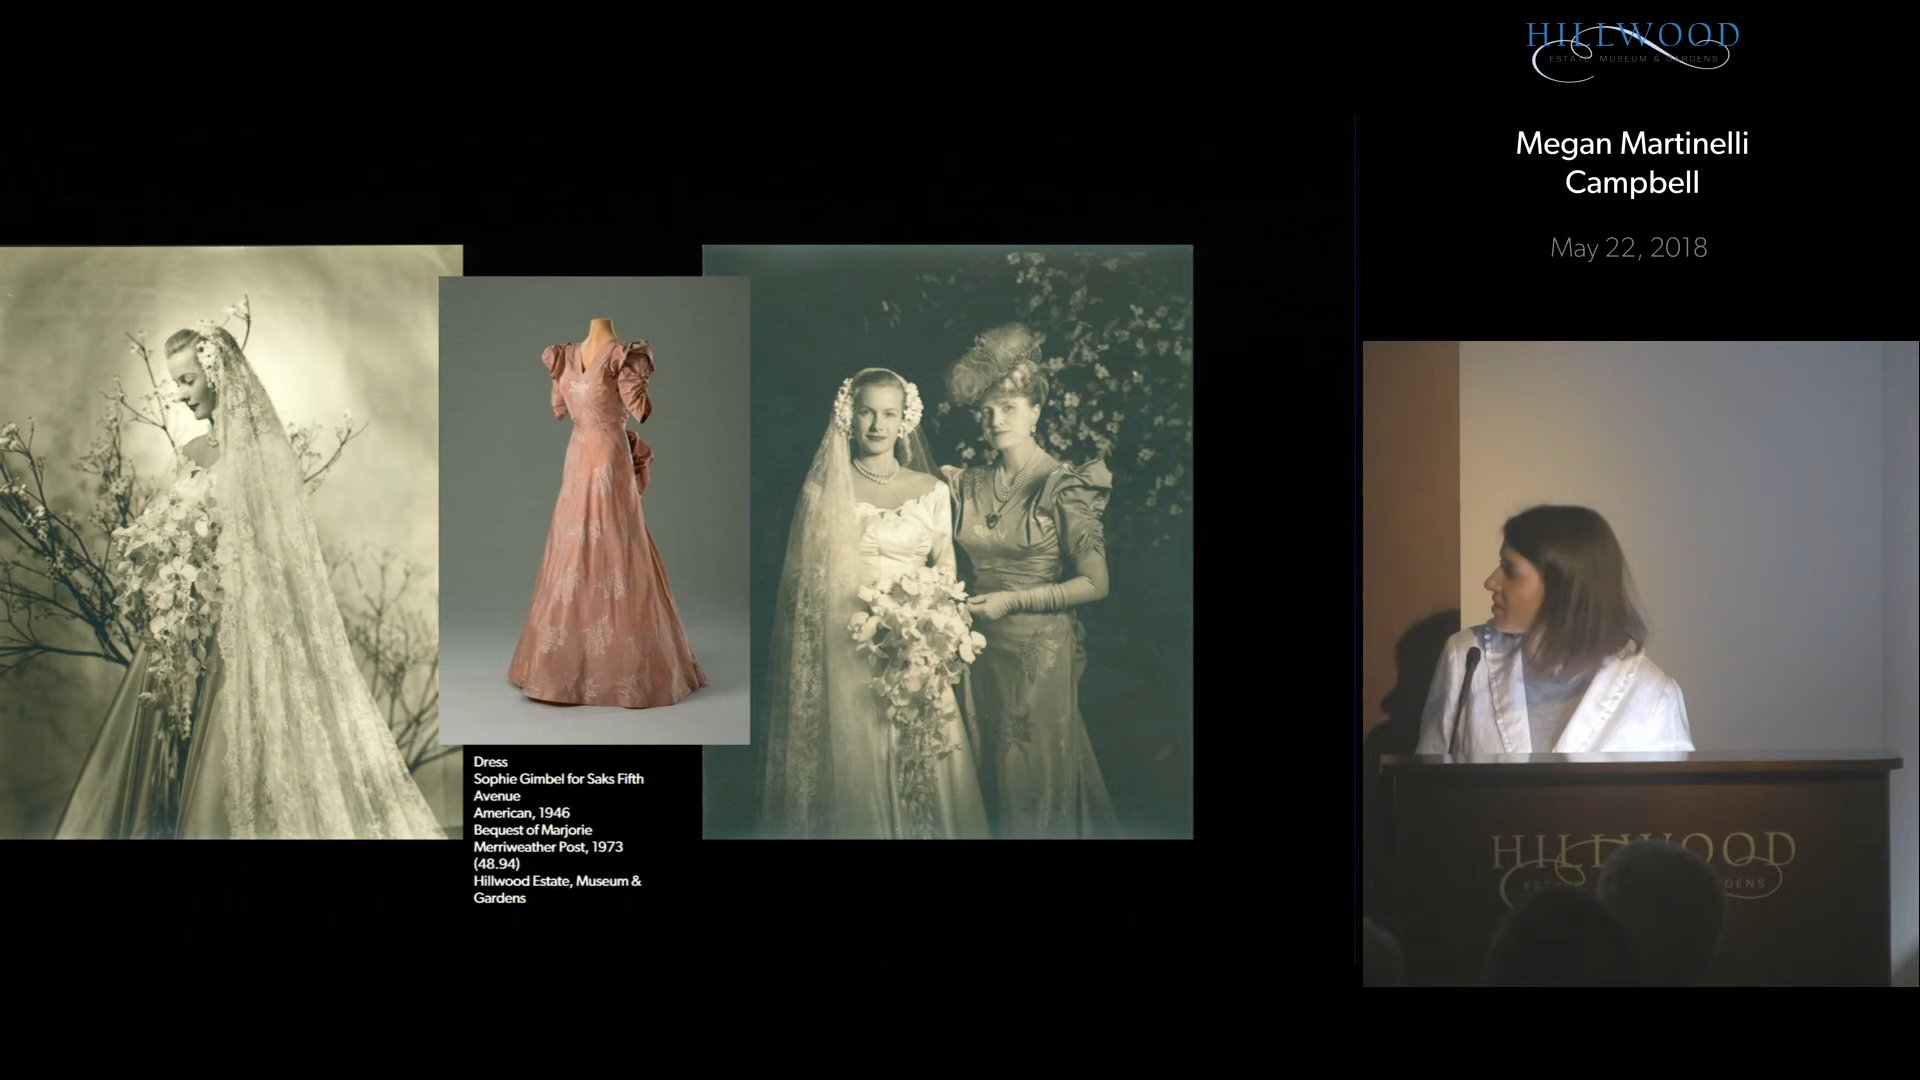 HILLWOOD
ESTATE, MUSEUM & GARDENS
Megan Martinelli
Campbell
May 22, 2018
Dress
Sophie Gimbel for Saks Fifth
Avenue
American, 1946
Bequest of Marjorie
Merriweather Post, 1973
(48.94)
Hillwood Estate, Museum &
Gardens
HILLWOOD